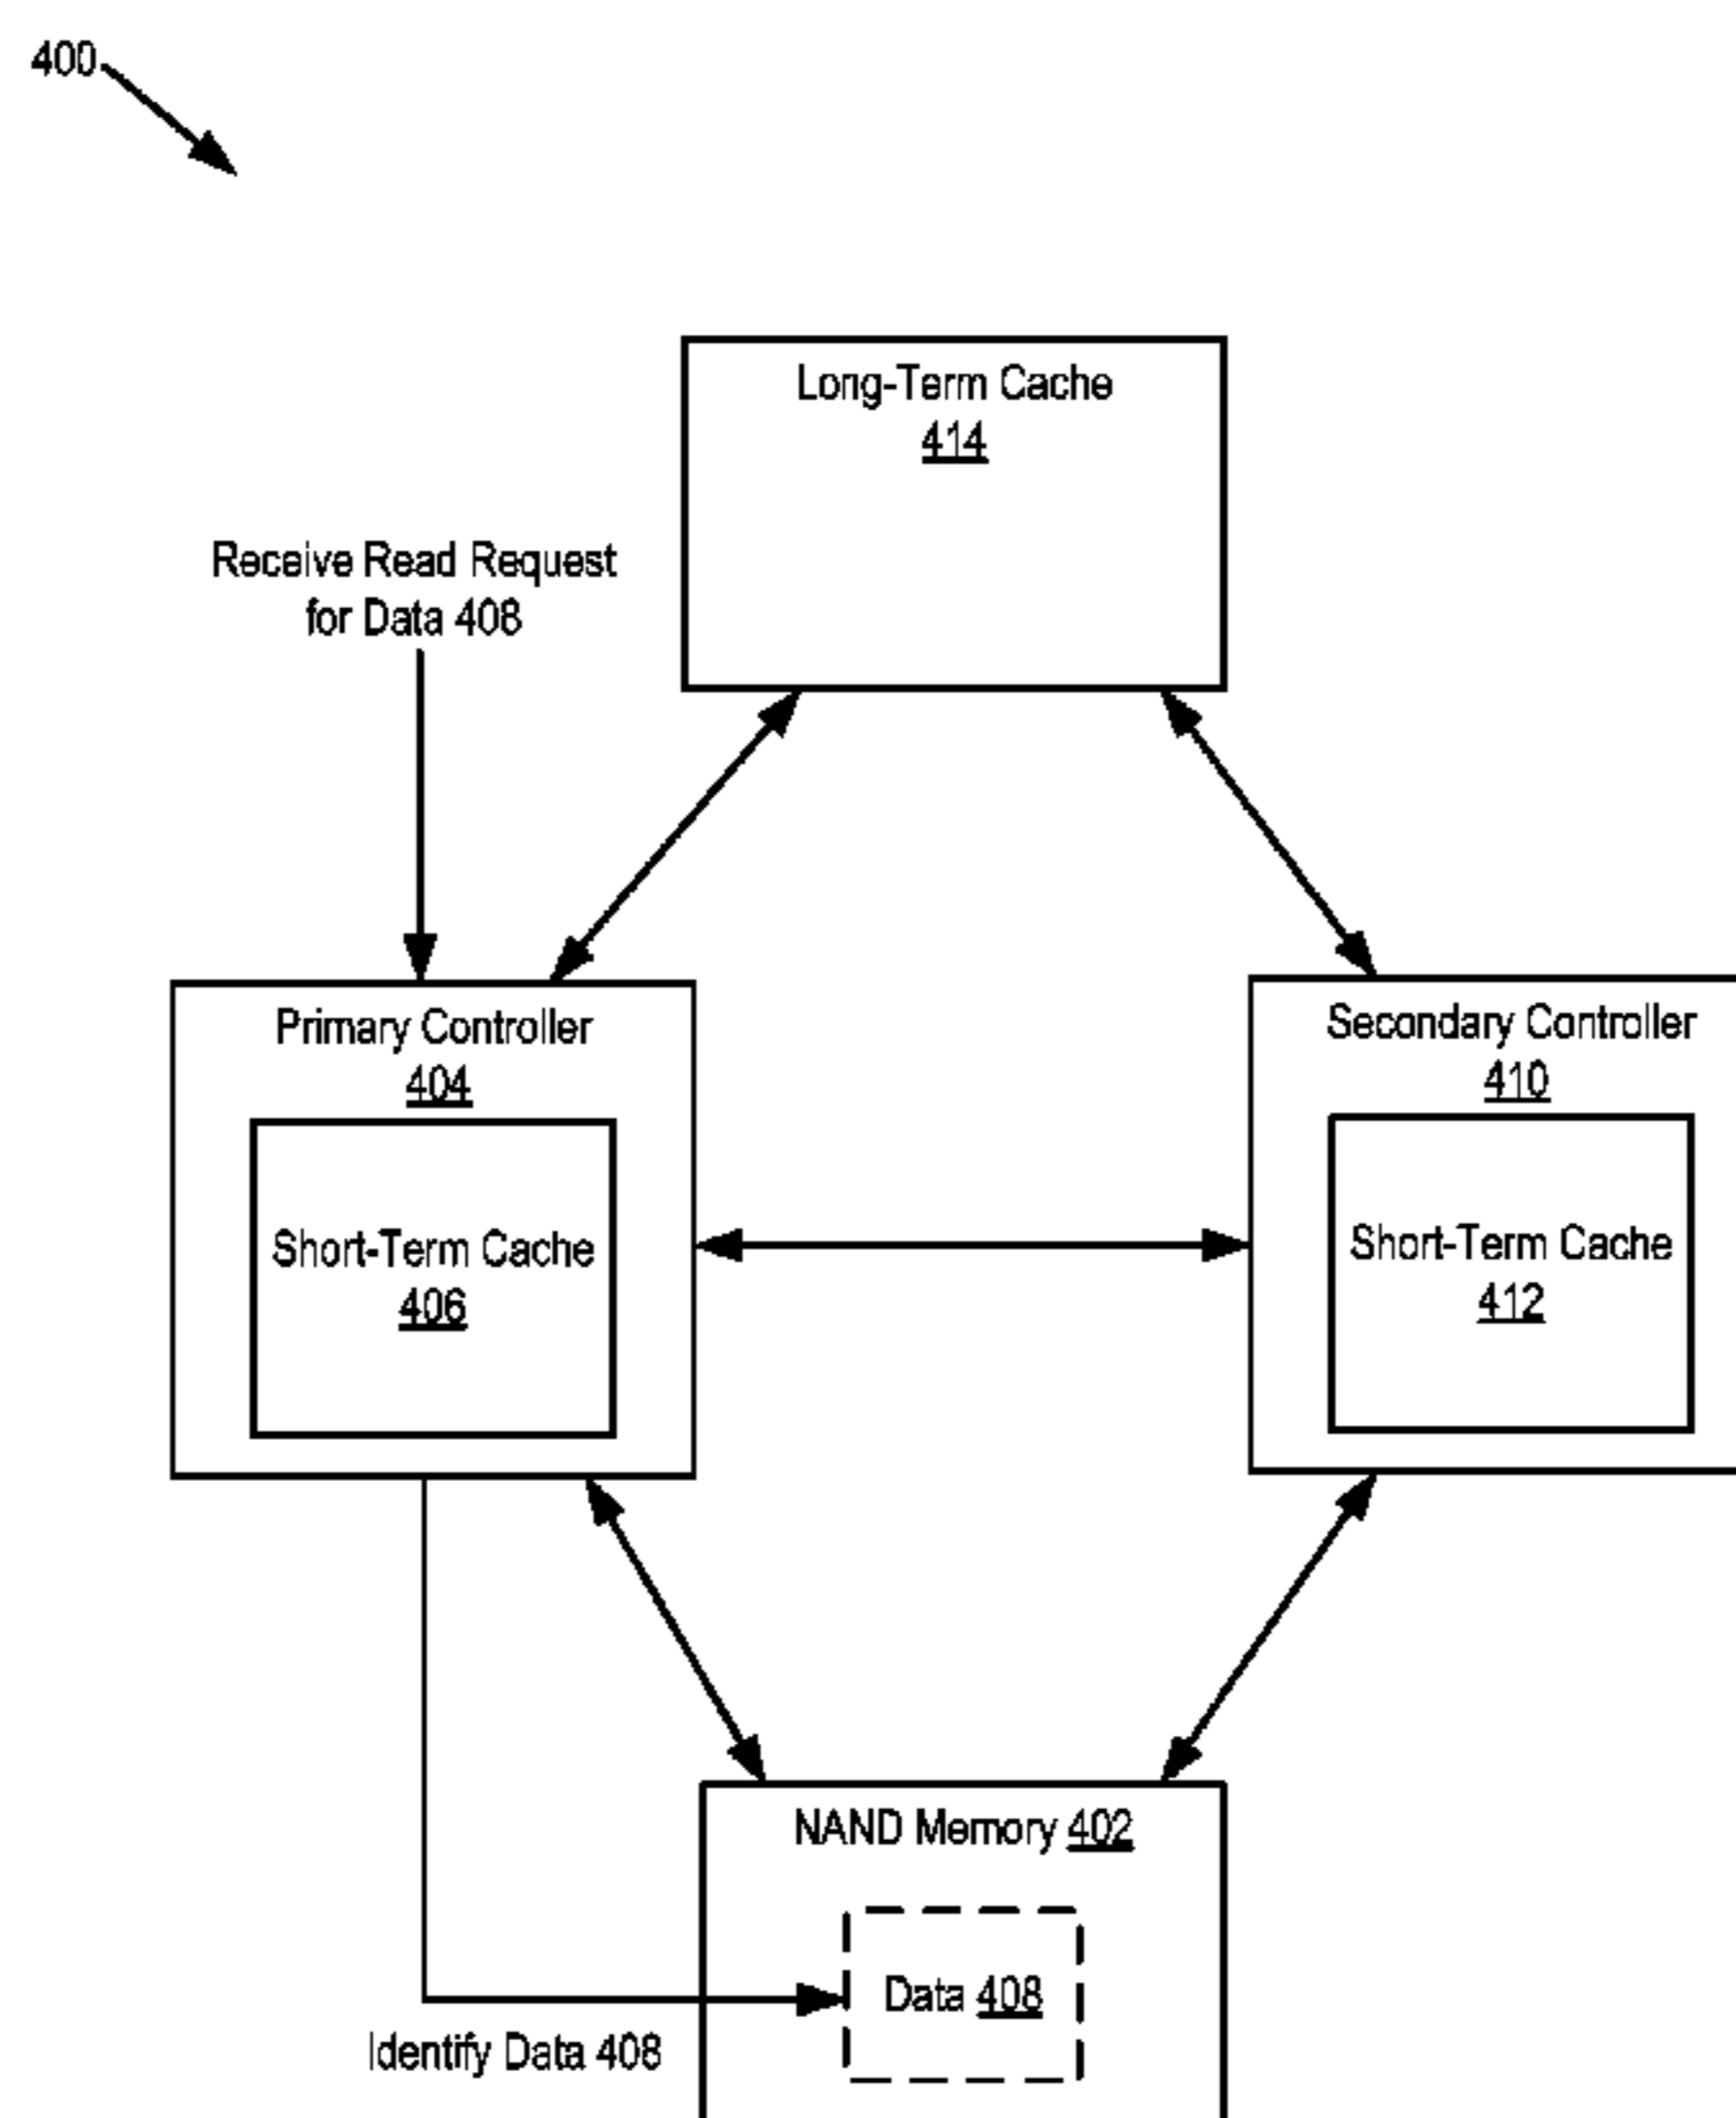 400
Long-Term Cache
414
Receive Read Request
for Data 408
Primary Controller
404
Short-Term Cache
406
Secondary Controller
410
Short-Term Cache
412
NAND Memory 402
Data 408
Identify Data 408